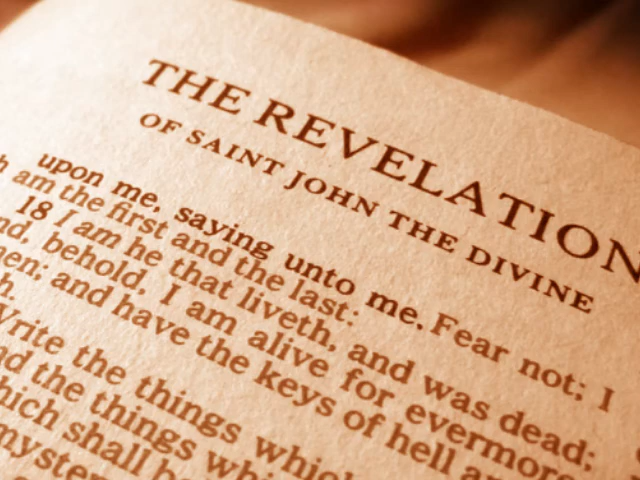 THE REVELATION
OF SAINT JOHN THE DIVINE
upon me, saying unto me, Fear not; I
am the first and the last:
18 I am he that liveth, and was dead;
behold, I am alive for evermore
and have the keys of hell
Write the things which
the things
shall